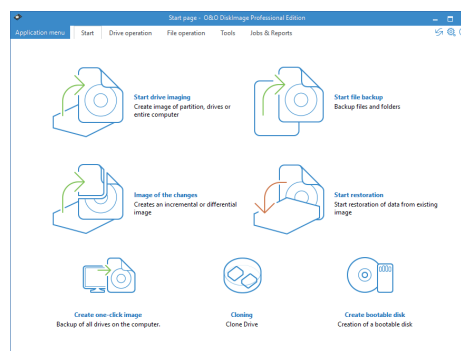 Start page - O&O DiskImage Professional Edition
Application menu Start Drive operation File operation Tools Jobs & Reports
Start drive imaging
Create image of partition, drives or
entire computer
Start file backup
Backup files and folders
Image of the changes
Creates an incremental or differential
image
Start restoration
Start restoration of data from existing
image
Create one-click image
Backup of all drives on the computer.
Cloning
Clone Drive
Create bootable disk
Creation of a bootable disk